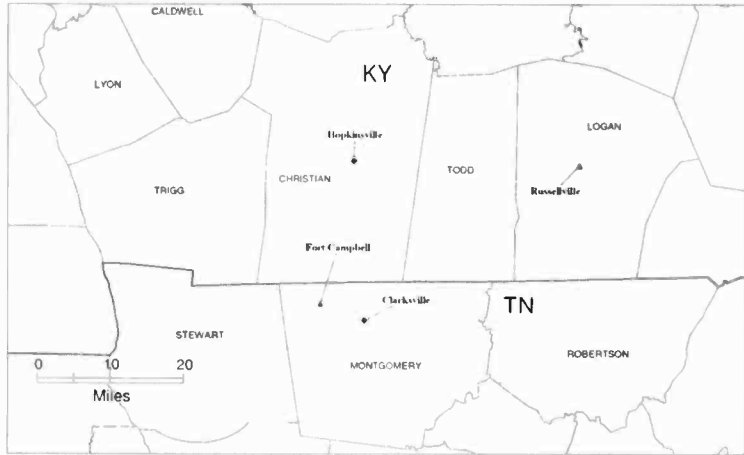 CALDWELL
KY
LYON
LOGAN
Hopkinsville
TODD
CHRISTIAN
TRIGG
Russellville
Fort Campbell
Clarksville
TN
STEWART
ROBERTSON
MONTGOMERY
0 10 20
Miles